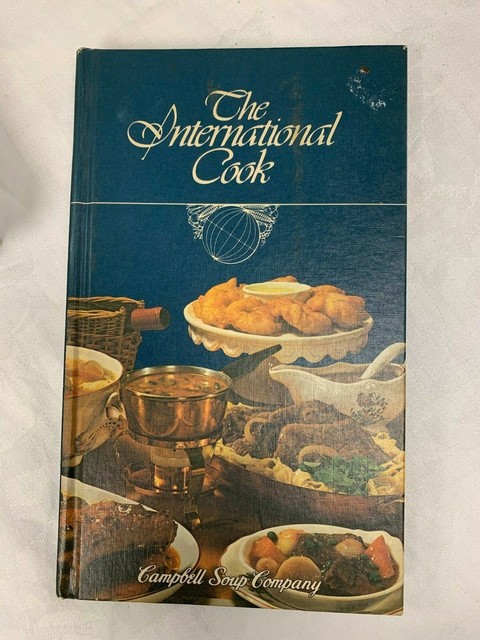 The
International
Cook
Campbell Soup Company